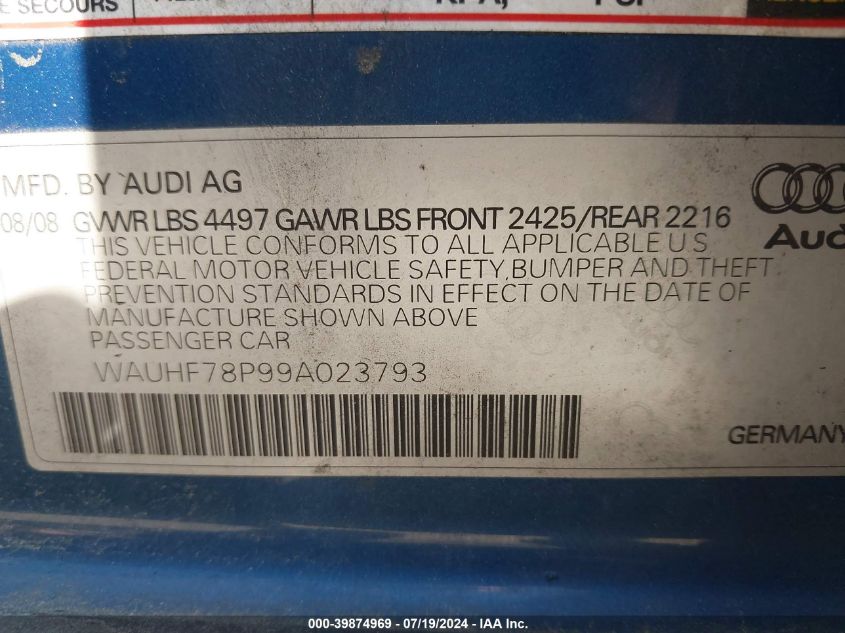 E SECOURS
MFD. BY AUDI AG
08/08 GVWR LBS 4497 GAWR LBS FRONT 2425/REAR 2216
THIS VEHICLE CONFORMS TO ALL APPLICABLE U S
FEDERAL MOTOR VEHICLE SAFETY, BUMPER AND THEFT
PREVENTION STANDARDS IN EFFECT ON THE DATE OF
MANUFACTURE SHOWN ABOVE
PASSENGER CAR
WAUHF78P99A023793
Aud
GERMANY
000-39874969 - 07/19/2024 - IAA Inc.